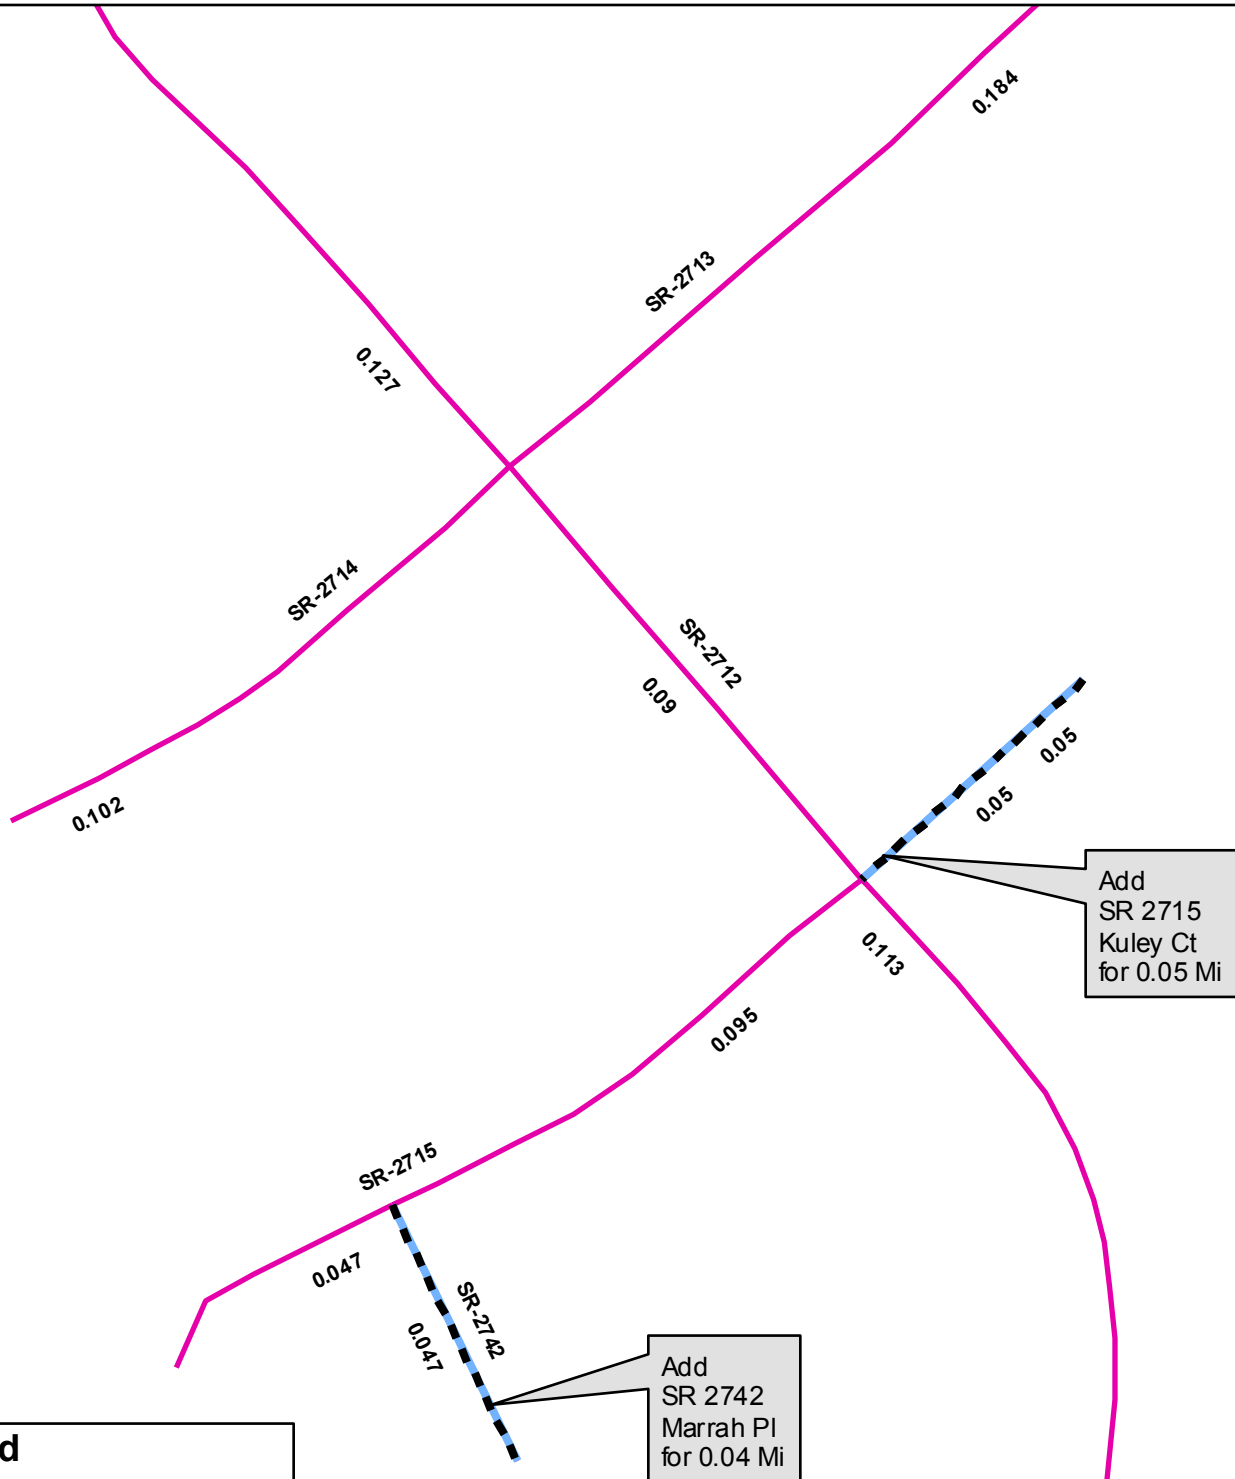 0.184
SR-2713
0.127
SR-2714
SR-2712
0.09
0.05
0.05
0.102
Add
SR 2715
Kuley Ct
for 0.05 Mi
0.113
0.095
SR-2715
0.047
SR-2742
0.047
Add
SR 2742
Marrah Pl
for 0.04 Mi
d